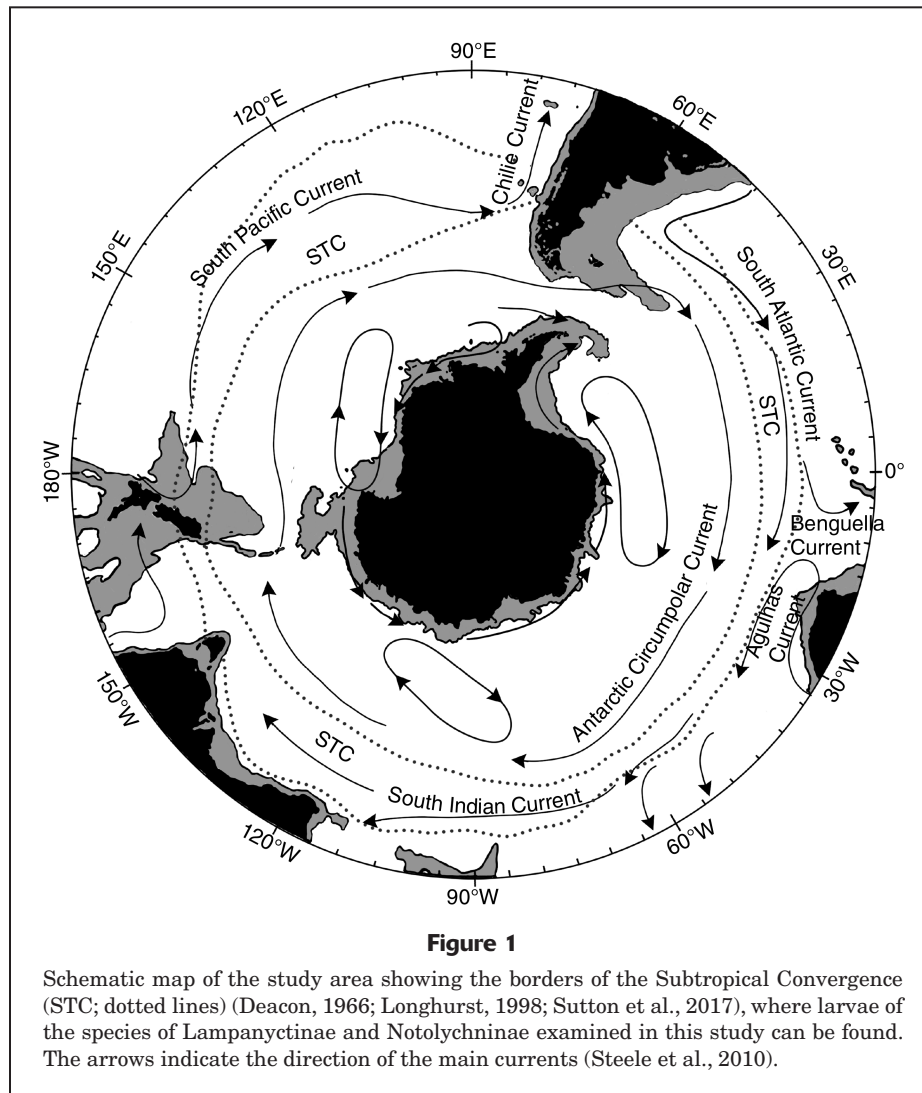 90°E
120°E
60°E
Chilie Current
South Pacific Current
150°E
STC
30°E
South Atlantic Current
STC
180°W
0°
Benguella
Current
Antarctic Circumpolar Current
Agulhas
Current
150°W
30°W
STC
South Indian Current
120°W
60°W
90°W
Figure 1
Schematic map of the study area showing the borders of the Subtropical Convergence
(STC; dotted lines) (Deacon, 1966; Longhurst, 1998; Sutton et al., 2017), where larvae of
the species of Lampanyctinae and Notolychninae examined in this study can be found.
The arrows indicate the direction of the main currents (Steele et al., 2010).